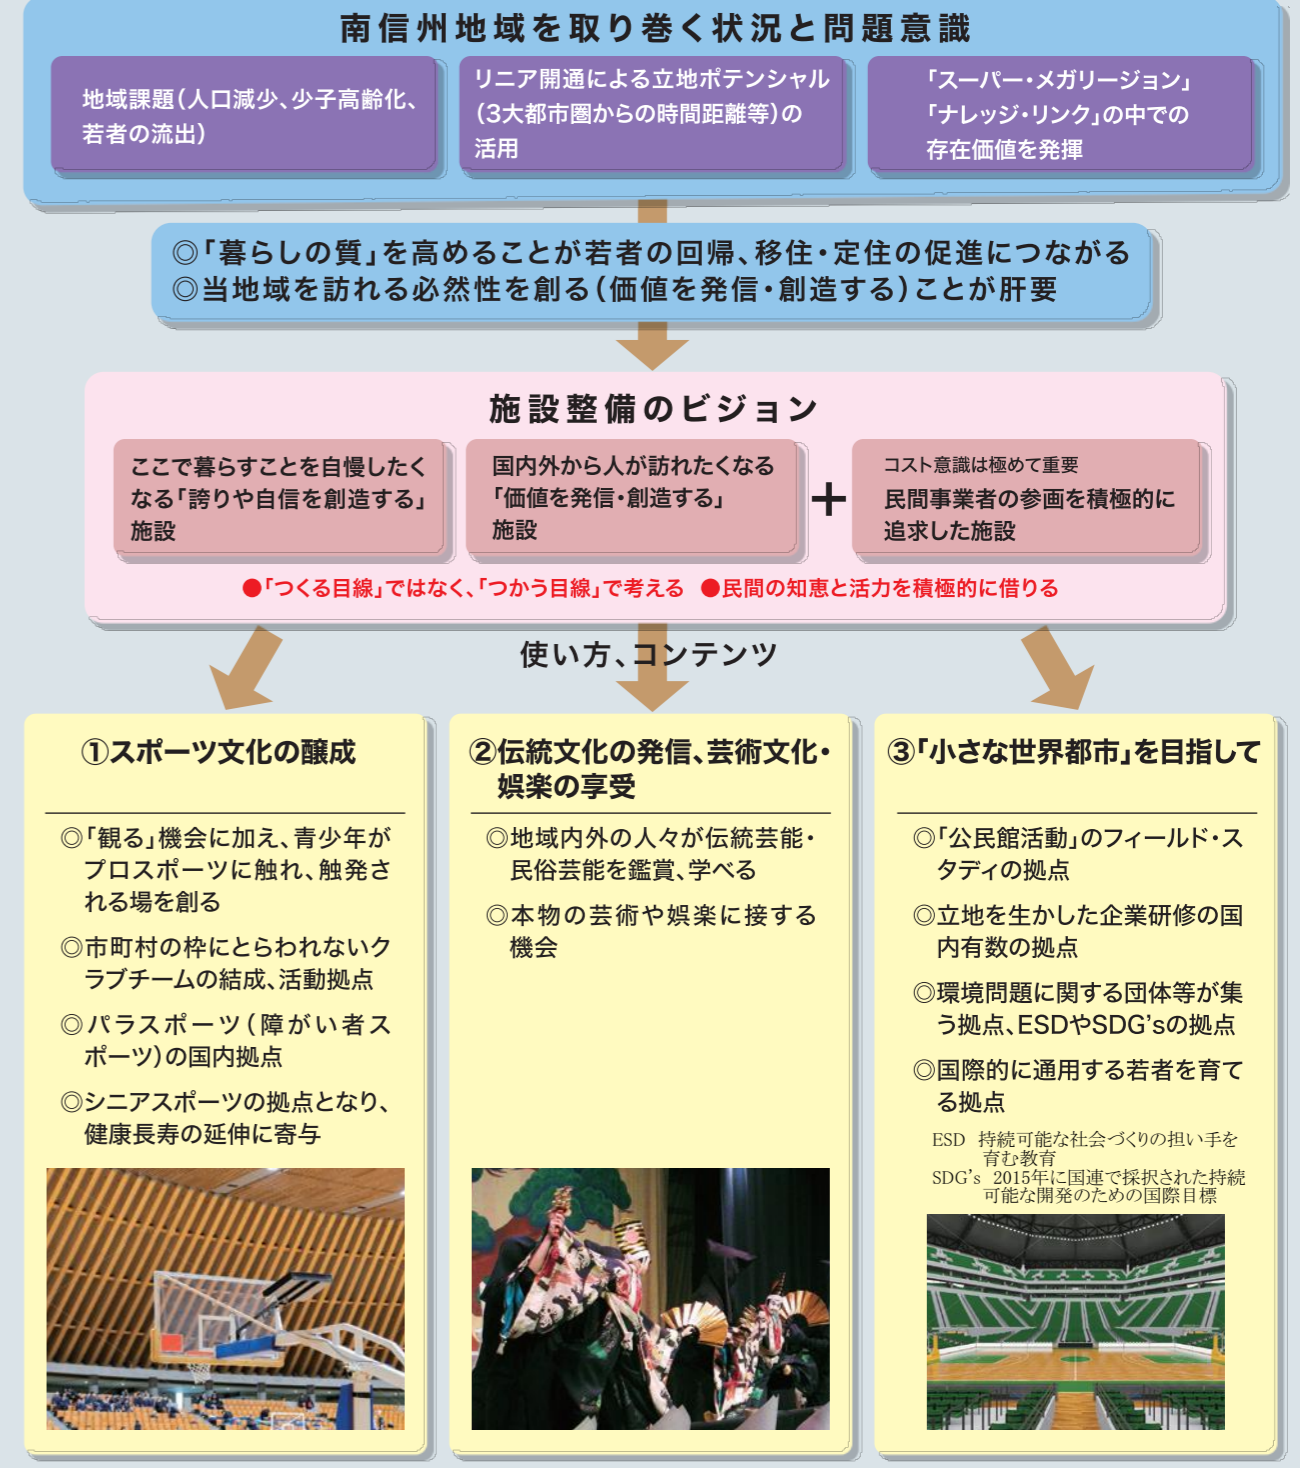 南信州地域を取り巻く状況と問題意識
地域課題（人口減少、少子高齢化、
若者の流出）
リニア開通による立地ポテンシャル
（3大都市圏からの時間距離等）の
活用
「スーパー・メガリージョン」
「ナレッジ・リンク」の中での
存在価値を発揮
◎「暮らしの質」を高めることが若者の回帰、移住・定住の促進につながる
◎当地域を訪れる必然性を創る（価値を発信・創造する）ことが肝要
施設整備のビジョン
ここで暮らすことを自慢したく
なる「誇りや自信を創造する」
施設
国内外から人が訪れたくなる
「価値を発信・創造する」
施設
＋
コスト意識は極めて重要
民間事業者の参画を積極的に
追求した施設
●「つくる目線」ではなく、「つかう目線」で考える ●民間の知恵と活力を積極的に借りる
使い方、コンテンツ
①スポーツ文化の醸成
◎「観る」機会に加え、青少年が
プロスポーツに触れ、触発さ
れる場を創る
◎市町村の枠にとらわれないク
ラブチームの結成、活動拠点
◎パラスポーツ（障がい者ス
ポーツ）の国内拠点
◎シニアスポーツの拠点となり、
健康長寿の延伸に寄与
②伝統文化の発信、芸術文化・
娯楽の享受
◎地域内外の人々が伝統芸能・
民俗芸能を鑑賞、学べる
◎本物の芸術や娯楽に接する
機会
③「小さな世界都市」を目指して
◎「公民館活動」のフィールド・ス
タディの拠点
◎立地を生かした企業研修の国
内有数の拠点
◎環境問題に関する団体等が集
う拠点、ESDやSDG'sの拠点
◎国際的に通用する若者を育て
る拠点
ESD 持続可能な社会づくりの担い手を
育む教育
SDG's 2015年に国連で採択された持続
可能な開発のための国際目標